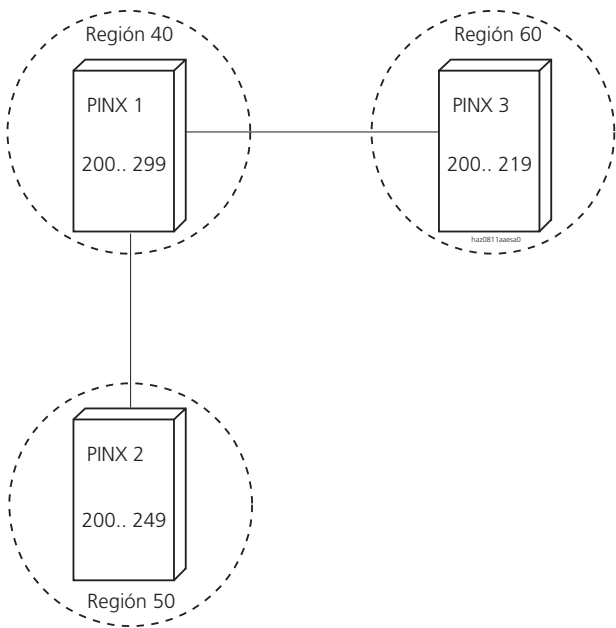 Región 40
PINX 1
200.. 299
Región 60
PINX 3
200.. 219
haz0811aaesa0
PINX 2
200.. 249
Región 50